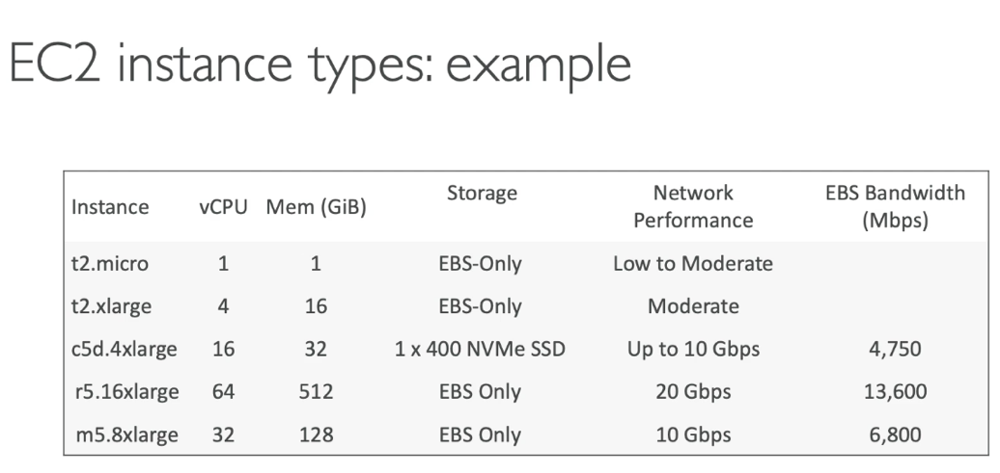 EC2 instance types: example
Instance vCPU Mem (GiB) Storage Network Performance EBS Bandwidth (Mbps)
t2.micro 1 1 EBS-Only Low to Moderate
t2.xlarge 4 16 EBS-Only Moderate
c5d.4xlarge 16 32 1 x 400 NVMe SSD Up to 10 Gbps 4,750
r5.16xlarge 64 512 EBS Only 20 Gbps 13,600
m5.8xlarge 32 128 EBS Only 10 Gbps 6,800